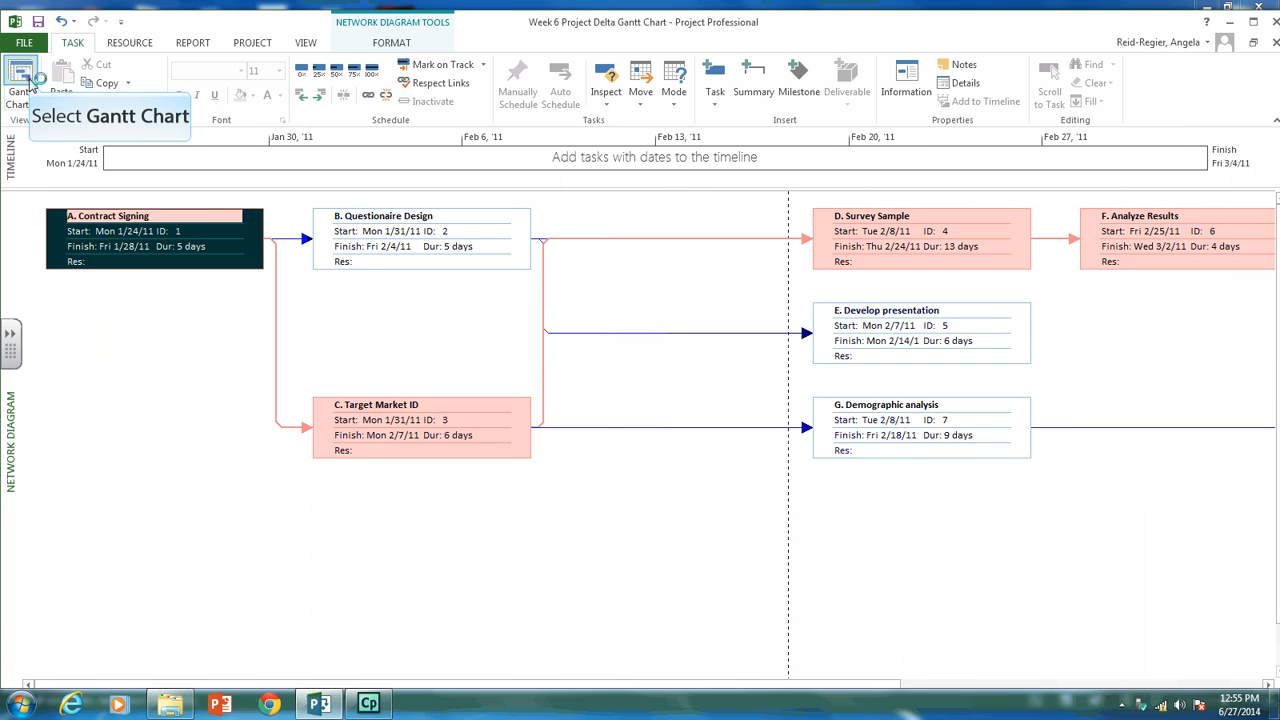 NETWORK DIAGRAM TOOLS
Week 6 Project Delta Gantt Chart - Project Professional
FILE TASK RESOURCE REPORT PROJECT VIEW FORMAT
Reid-Regier, Angela
Cut
Copy
11
Mark on Track
Respect Links
Inactivate
Manually Schedule
Auto Schedule
Inspect
Move
Mode
Task
Summary
Milestone
Deliverable
Information
Notes
Details
Add to Timeline
Scroll to Task
Find
Clear
Fill
Select Gantt Chart
Font
Schedule
Tasks
Insert
Properties
Editing
TIMELINE
Jan 30, '11
Feb 6, '11
Feb 13, '11
Feb 20, '11
Feb 27, '11
Start
Mon 1/24/11
Add tasks with dates to the timeline
Finish
Fri 3/4/11
NETWORK DIAGRAM
A. Contract Signing
Start: Mon 1/24/11 ID: 1
Finish: Fri 1/28/11 Dur: 5 days
Res:
B. Questionaire Design
Start: Mon 1/31/11 ID: 2
Finish: Fri 2/4/11 Dur: 5 days
Res:
D. Survey Sample
Start: Tue 2/8/11 ID: 4
Finish: Thu 2/24/11 Dur: 13 days
Res:
F. Analyze Results
Start: Fri 2/25/11 ID: 6
Finish: Wed 3/2/11 Dur: 4 days
Res:
E. Develop presentation
Start: Mon 2/7/11 ID: 5
Finish: Mon 2/14/1 Dur: 6 days
Res:
C. Target Market ID
Start: Mon 1/31/11 ID: 3
Finish: Mon 2/7/11 Dur: 6 days
Res:
G. Demographic analysis
Start: Tue 2/8/11 ID: 7
Finish: Fri 2/18/11 Dur: 9 days
Res:
12:55 PM
6/27/2014